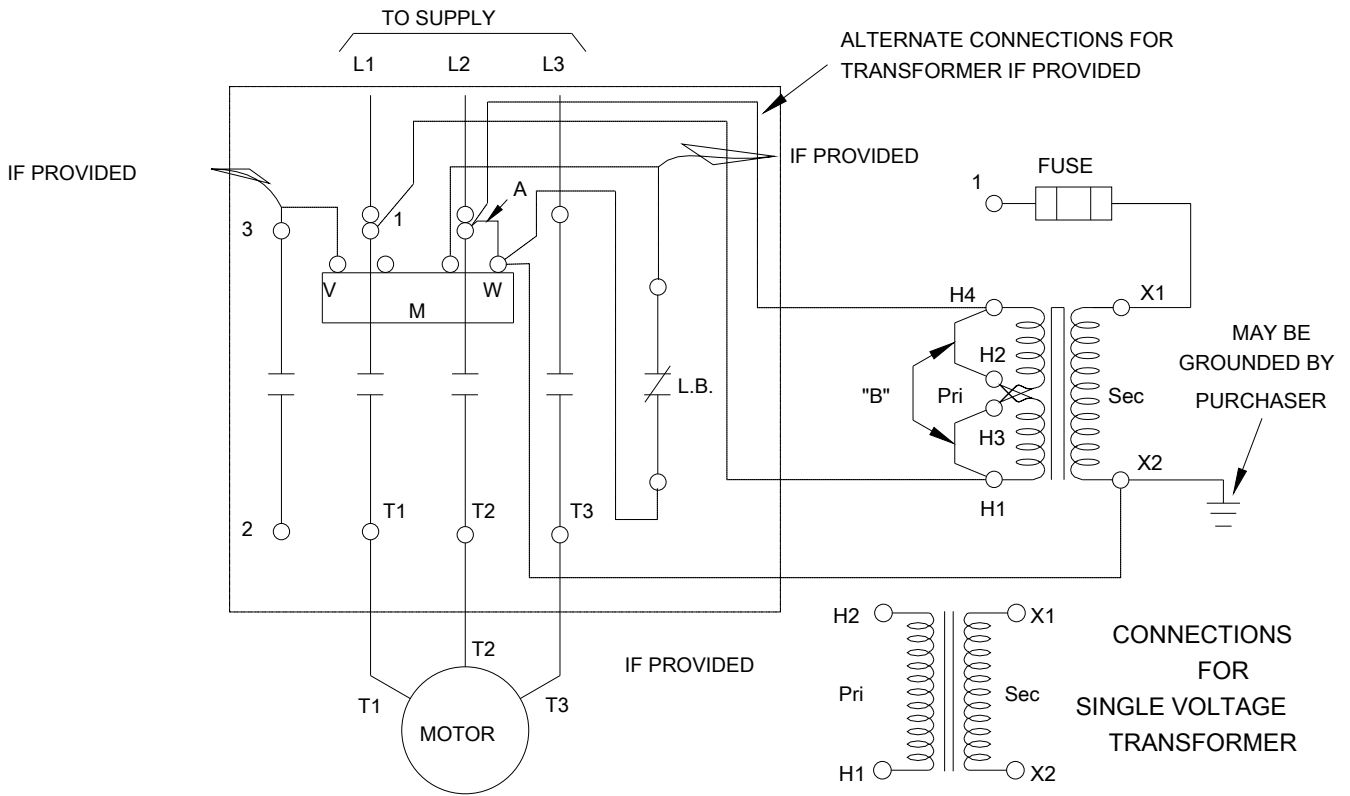 TO SUPPLY
L1
L2
L3
ALTERNATE CONNECTIONS FOR
TRANSFORMER IF PROVIDED
IF PROVIDED
IF PROVIDED
A
1
3
V
W
M
L.B.
1
FUSE
H4
X1
H2
"B"
Pri
Sec
H3
X2
H1
MAY BE
GROUNDED BY
PURCHASER
2
T1
T2
T3
T2
T1
T3
MOTOR
IF PROVIDED
H2
X1
Pri
Sec
H1
X2
CONNECTIONS
FOR
SINGLE VOLTAGE
TRANSFORMER